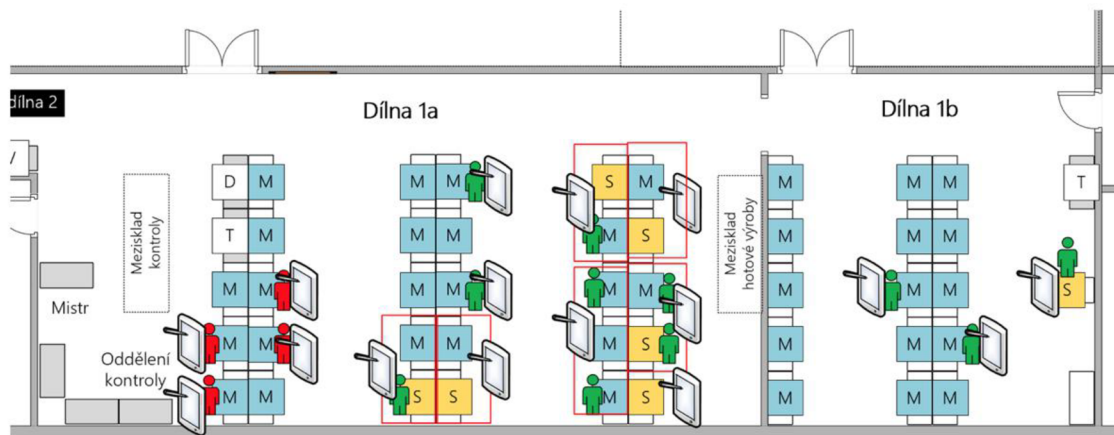 dílna 2
Dílna 1a
Dílna 1b
V
D M
M M
S M
M
M M
T
T M
M M
M S
M
M M
Mezisklad
kontroly
Mezisklad
hotové výroby
Mistr
M M
M M
M M
M
M M
S
M M
M M
M S
M
M M
Oddělení
kontroly
M M
S S
M S
M
M M